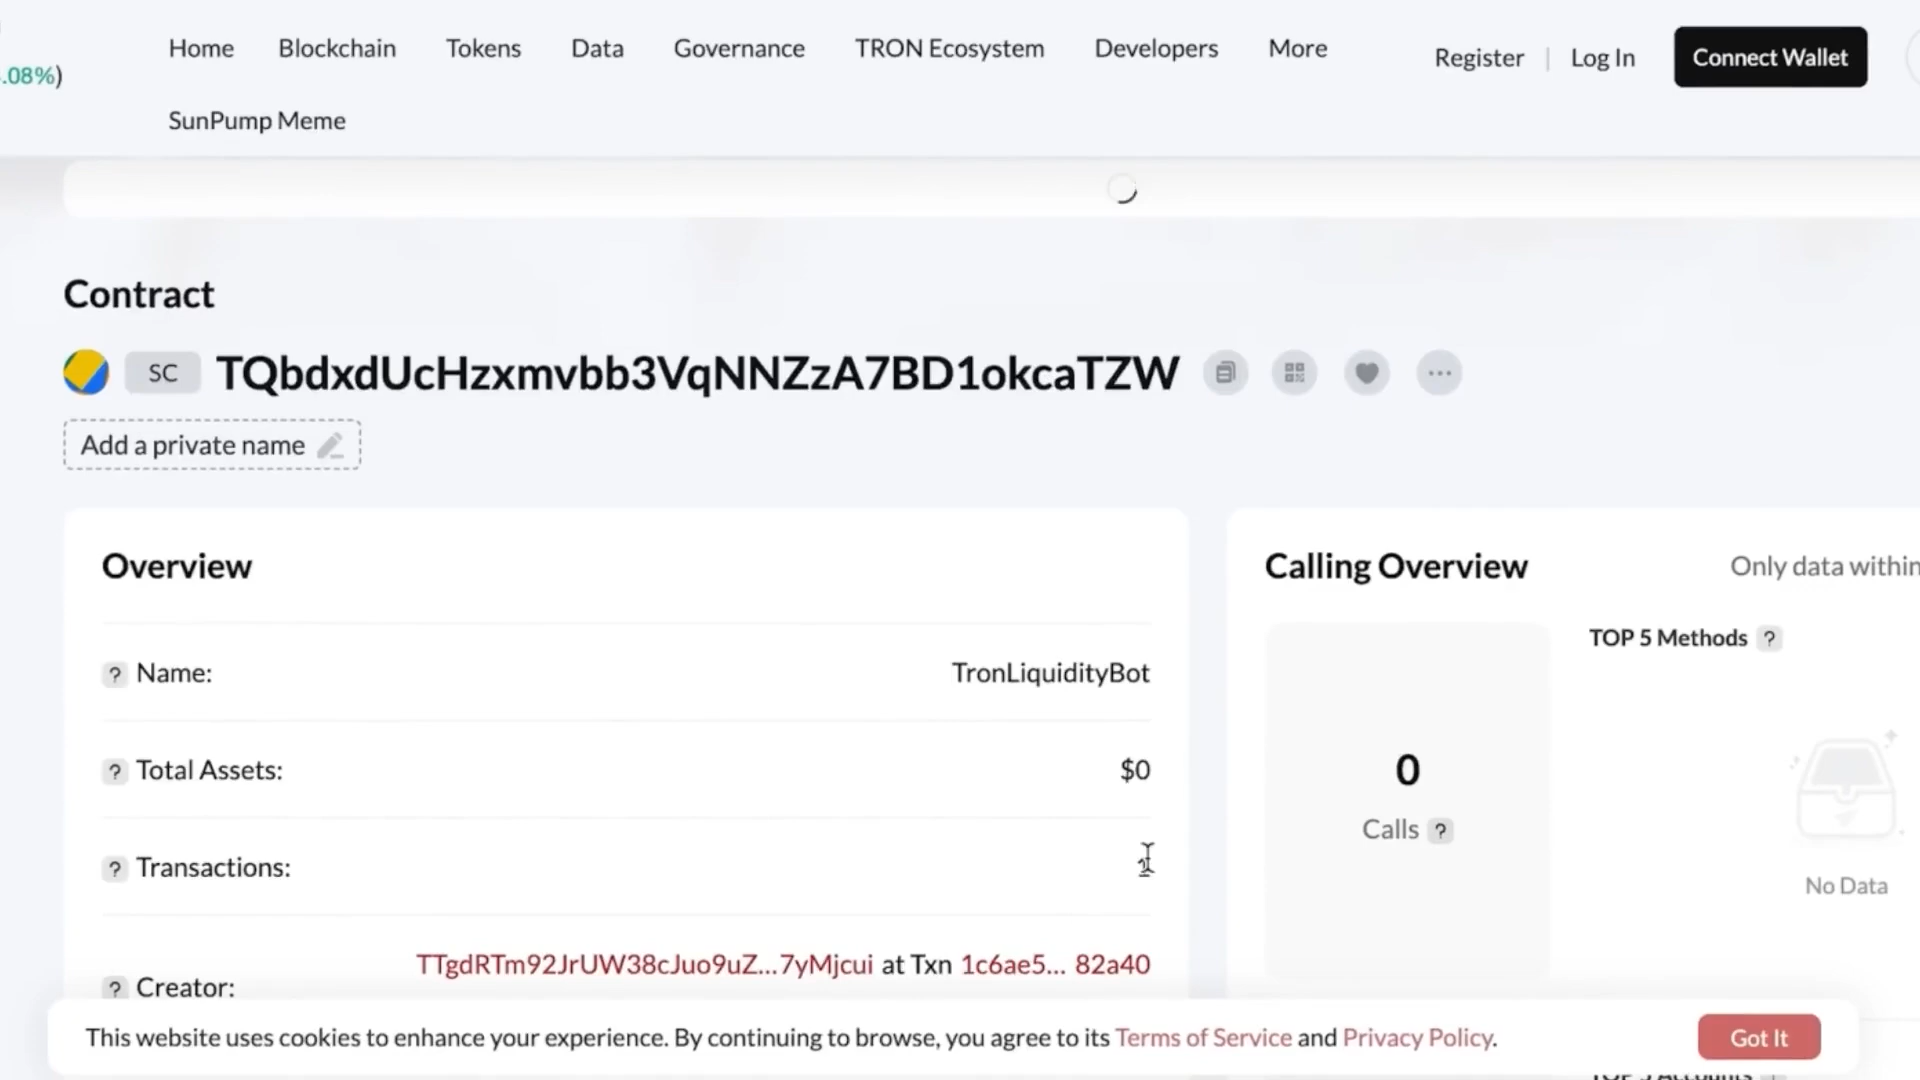 Home Blockchain Tokens Data Governance TRON Ecosystem Developers More
Register | Log In Connect Wallet
.08%)
SunPump Meme
Contract
SC TQbdxdUcHzxmvbb3VqNNZzA7BD1okcaTZW
Add a private name
Overview
? Name: TronLiquidityBot
? Total Assets: $0
? Transactions:
TTgdRTm92JrUW38cJuo9uZ...7yMjcui at Txn 1c6ae5... 82a40
? Creator:
Calling Overview Only data within
TOP 5 Methods ?
0
Calls ?
No Data
This website uses cookies to enhance your experience. By continuing to browse, you agree to its Terms of Service and Privacy Policy.
Got It